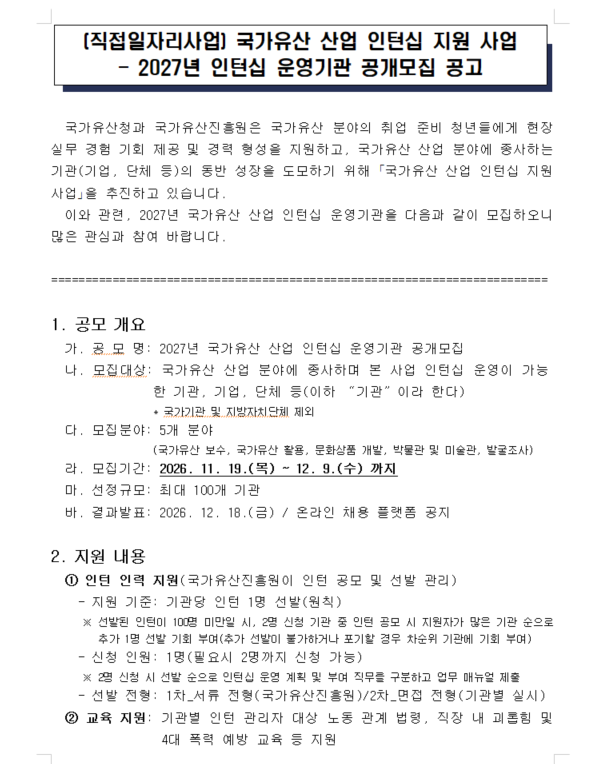 (직접일자리사업) 국가유산 산업 인턴십 지원 사업
- 2027년 인턴십 운영기관 공개모집 공고
국가유산청과 국가유산진흥원은 국가유산 분야의 취업 준비 청년들에게 현장
실무 경험 기회 제공 및 경력 형성을 지원하고, 국가유산 산업 분야에 종사하는
기관(기업, 단체 등)의 동반 성장을 도모하기 위해 「국가유산 산업 인턴십 지원
사업」을 추진하고 있습니다.
이와 관련, 2027년 국가유산 산업 인턴십 운영기관을 다음과 같이 모집하오니
많은 관심과 참여 바랍니다.
=========================================================================
1. 공모 개요
가. 공 모 명: 2027년 국가유산 산업 인턴십 운영기관 공개모집
나. 모집대상: 국가유산 산업 분야에 종사하며 본 사업 인턴십 운영이 가능
한 기관, 기업, 단체 등(이하 “기관”이라 한다)
* 국가기관 및 지방자치단체 제외
다. 모집분야: 5개 분야
(국가유산 보수, 국가유산 활용, 문화상품 개발, 박물관 및 미술관, 발굴조사)
라. 모집기간: 2026. 11. 19.(목) ~ 12. 9.(수) 까지
마. 선정규모: 최대 100개 기관
바. 결과발표: 2026. 12. 18.(금) / 온라인 채용 플랫폼 공지
2. 지원 내용
① 인턴 인력 지원(국가유산진흥원이 인턴 공모 및 선발 관리)
- 지원 기준: 기관당 인턴 1명 선발(원칙)
※ 선발된 인턴이 100명 미만일 시, 2명 신청 기관 중 인턴 공모 시 지원자가 많은 기관 순으로
추가 1명 선발 기회 부여(추가 선발이 불가하거나 포기할 경우 차순위 기관에 기회 부여)
- 신청 인원: 1명(필요시 2명까지 신청 가능)
※ 2명 신청 시 선발 순으로 인턴십 운영 계획 및 부여 직무를 구분하고 업무 매뉴얼 제출
- 선발 전형: 1차_서류 전형(국가유산진흥원)/2차_면접 전형(기관별 실시)
② 교육 지원: 기관별 인턴 관리자 대상 노동 관계 법령, 직장 내 괴롭힘 및
4대 폭력 예방 교육 등 지원